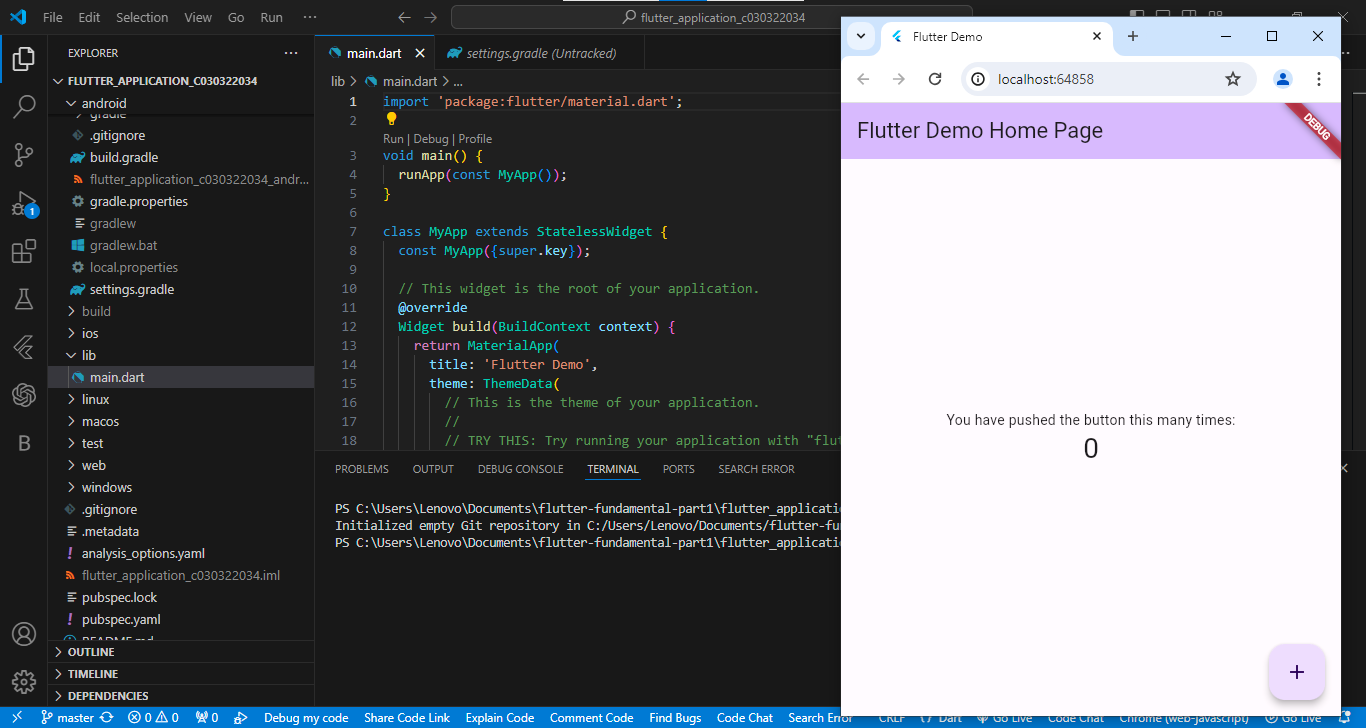 File Edit Selection View Go Run ···
flutter_application_c030322034
EXPLORER ···
FLUTTER_APPLICATION_C030322034
android
gradle
.gitignore
build.gradle
flutter_application_c030322034_andr...
gradle.properties
gradlew
gradlew.bat
local.properties
settings.gradle
build
ios
lib
main.dart
linux
macos
test
web
windows
.gitignore
.metadata
analysis_options.yaml
flutter_application_c030322034.iml
pubspec.lock
pubspec.yaml
README.md
OUTLINE
TIMELINE
DEPENDENCIES
1
main.dart
settings.gradle (Untracked)
lib > main.dart > ...
1 import 'package:flutter/material.dart';
2
Run | Debug | Profile
3 void main() {
4 runApp(const MyApp());
5 }
6
7 class MyApp extends StatelessWidget {
8 const MyApp({super.key});
9
10 // This widget is the root of your application.
11 @override
12 Widget build(BuildContext context) {
13 return MaterialApp(
14 title: 'Flutter Demo',
15 theme: ThemeData(
16 // This is the theme of your application.
17 //
18 // TRY THIS: Try running your application with "flut
PROBLEMS OUTPUT DEBUG CONSOLE TERMINAL PORTS SEARCH ERROR
PS C:\Users\Lenovo\Documents\flutter-fundamental-part1\flutter_applicatio
Initialized empty Git repository in C:/Users/Lenovo/Documents/flutter-fu
PS C:\Users\Lenovo\Documents\flutter-fundamental-part1\flutter_applicatio
Flutter Demo
localhost:64858
Flutter Demo Home Page
DEBUG
You have pushed the button this many times:
0
+
master 0 0 0 Debug my code Share Code Link Explain Code Comment Code Find Bugs Code Chat Search Error CRLF {} Dart Go Live Code Chat Chrome (web-javascript) Go Live